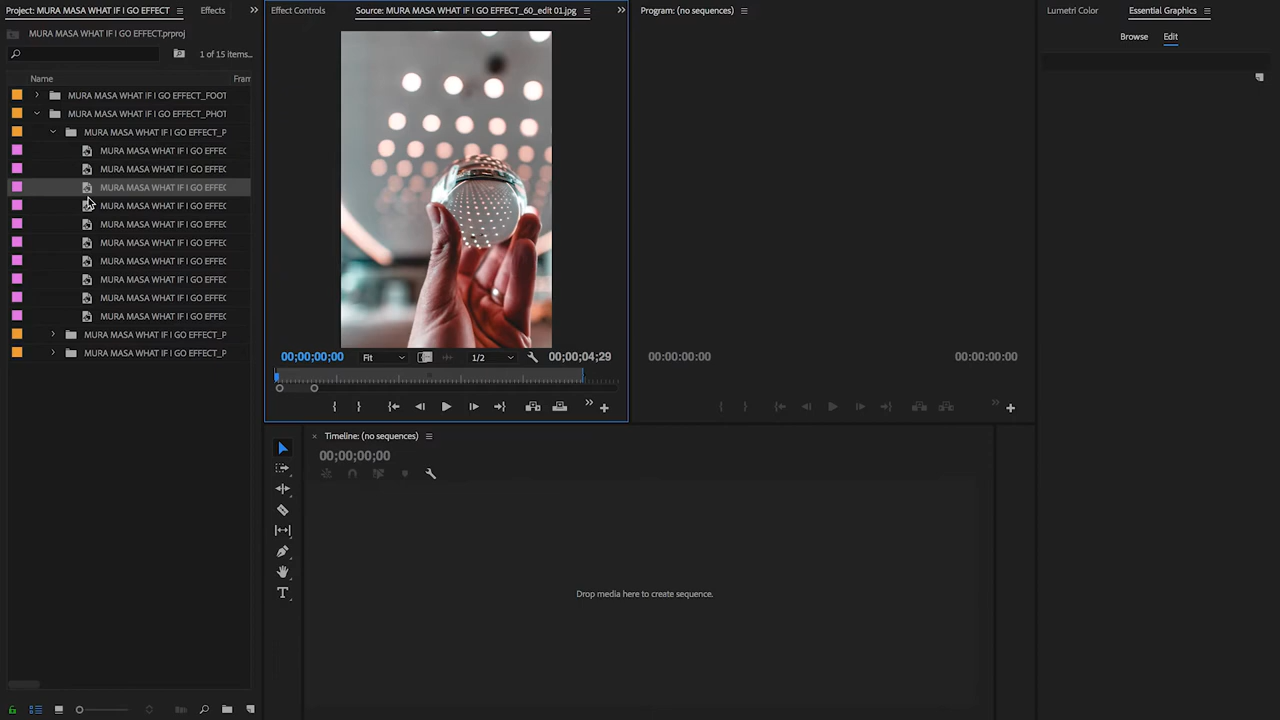 Project: MURA MASA WHAT IF I GO EFFECT
Effects
MURA MASA WHAT IF I GO EFFECT.prproj
1 of 15 items...
Name
Fram
MURA MASA WHAT IF I GO EFFECT_FOOT
MURA MASA WHAT IF I GO EFFECT_PHOT
MURA MASA WHAT IF I GO EFFECT_P
MURA MASA WHAT IF I GO EFFEC
MURA MASA WHAT IF I GO EFFEC
MURA MASA WHAT IF I GO EFFEC
MURA MASA WHAT IF I GO EFFEC
MURA MASA WHAT IF I GO EFFEC
MURA MASA WHAT IF I GO EFFEC
MURA MASA WHAT IF I GO EFFEC
MURA MASA WHAT IF I GO EFFEC
MURA MASA WHAT IF I GO EFFEC
MURA MASA WHAT IF I GO EFFEC
MURA MASA WHAT IF I GO EFFECT_P
MURA MASA WHAT IF I GO EFFECT_P
Effect Controls
Source: MURA MASA WHAT IF I GO EFFECT_60_edit 01.jpg
00;00;00;00
Fit
1/2
00;00;04;29
Program: (no sequences)
00:00:00:00
00:00:00:00
Timeline: (no sequences)
00;00;00;00
Drop media here to create sequence.
Lumetri Color
Essential Graphics
Browse
Edit